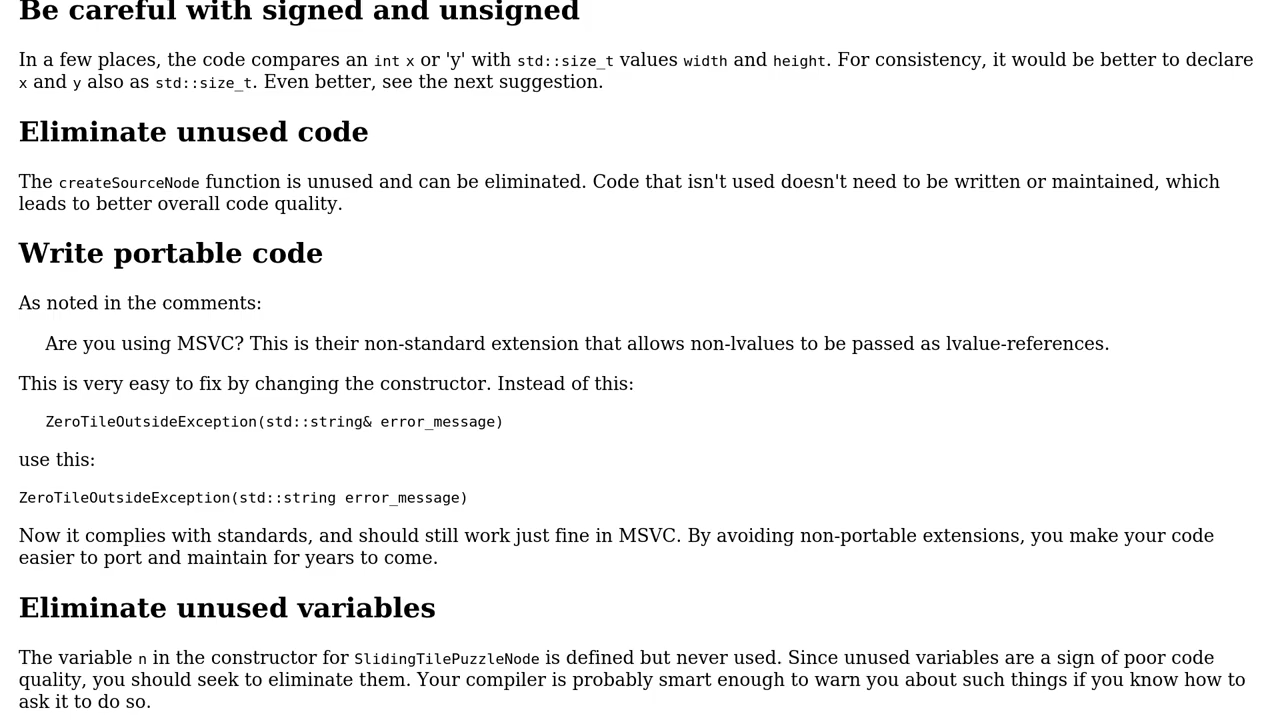 Be careful with signed and unsigned
In a few places, the code compares an int x or 'y' with std::size_t values width and height. For consistency, it would be better to declare
x and y also as std::size_t. Even better, see the next suggestion.
Eliminate unused code
The createSourceNode function is unused and can be eliminated. Code that isn't used doesn't need to be written or maintained, which
leads to better overall code quality.
Write portable code
As noted in the comments:
Are you using MSVC? This is their non-standard extension that allows non-lvalues to be passed as lvalue-references.
This is very easy to fix by changing the constructor. Instead of this:
ZeroTileOutsideException(std::string& error_message)
use this:
ZeroTileOutsideException(std::string error_message)
Now it complies with standards, and should still work just fine in MSVC. By avoiding non-portable extensions, you make your code
easier to port and maintain for years to come.
Eliminate unused variables
The variable n in the constructor for SlidingTilePuzzleNode is defined but never used. Since unused variables are a sign of poor code
quality, you should seek to eliminate them. Your compiler is probably smart enough to warn you about such things if you know how to
ask it to do so.